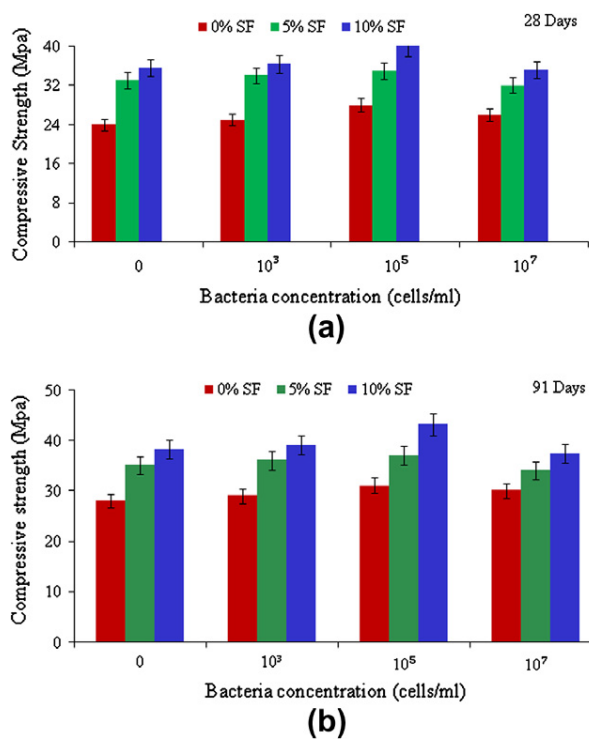 0% SF 5% SF 10% SF 28 Days
Compressive Strength (Mpa)
40
32
24
16
8
0
0 10³ 10⁵ 10⁷
Bacteria concentration (cells/ml)
(a)
0% SF 5% SF 10% SF 91 Days
Compressive strength (Mpa)
50
40
30
20
10
0
0 10³ 10⁵ 10⁷
Bacteria concentration (cells/ml)
(b)